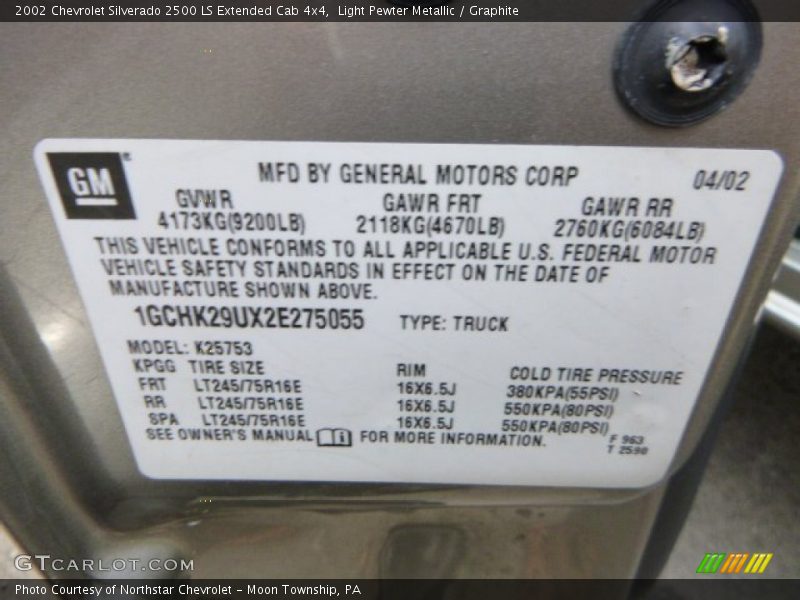 2002 Chevrolet Silverado 2500 LS Extended Cab 4x4,  Light Pewter Metallic / Graphite
GM
MFD BY GENERAL MOTORS CORP 04/02
GVWR GAWR FRT GAWR RR
4173KG(9200LB) 2118KG(4670LB) 2760KG(6084LB)
THIS VEHICLE CONFORMS TO ALL APPLICABLE U.S. FEDERAL MOTOR
VEHICLE SAFETY STANDARDS IN EFFECT ON THE DATE OF
MANUFACTURE SHOWN ABOVE.
1GCHK29UX2E275055 TYPE: TRUCK
MODEL: K25753
KPGG TIRE SIZE RIM COLD TIRE PRESSURE
FRT LT245/75R16E 16X6.5J 380KPA(55PSI)
RR LT245/75R16E 16X6.5J 550KPA(80PSI)
SPA LT245/75R16E 16X6.5J 550KPA(80PSI)
SEE OWNER'S MANUAL FOR MORE INFORMATION.
F 963
T 2590
GTCARLOT.COM
Photo Courtesy of Northstar Chevrolet - Moon Township, PA